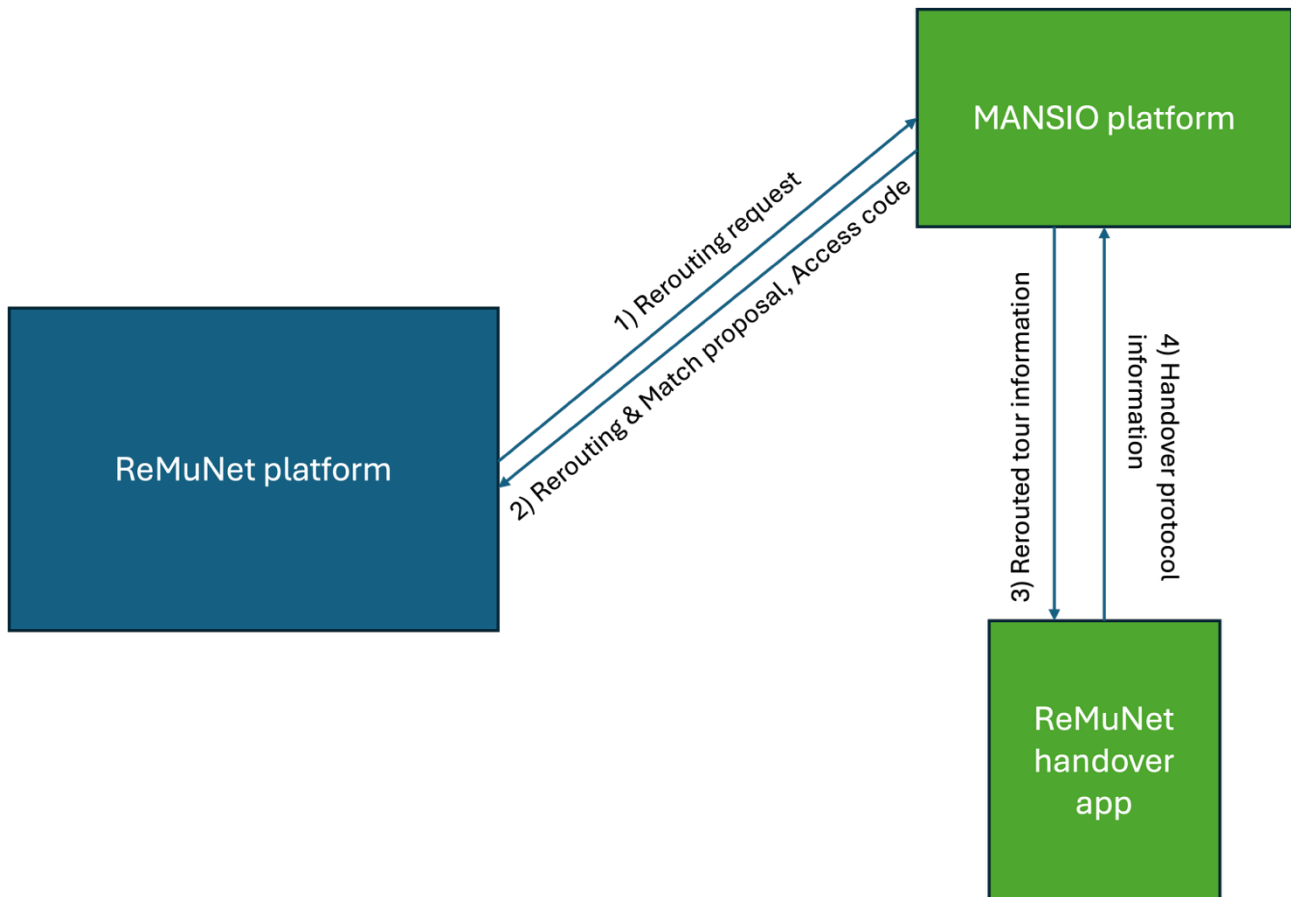 MANSIO platform
1) Rerouting request
2) Rerouting & Match proposal, Access code
ReMuNet platform
3) Rerouted tour information
4) Handover protocol
information
ReMuNet
handover
app